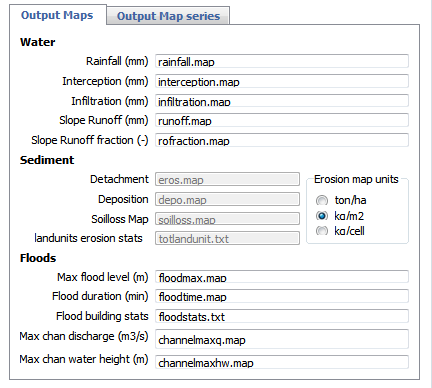 Output Maps Output Map series
Water
Rainfall (mm) rainfall.map
Interception (mm) interception.map
Infiltration (mm) infiltration.map
Slope Runoff (mm) runoff.map
Slope Runoff fraction (-) rofraction.map
Sediment
Detachment eros.map
Deposition depo.map
Soilloss Map soilloss.map
landunits erosion stats totlandunit.txt
Erosion map units
ton/ha
kg/m2
kg/cell
Floods
Max flood level (m) floodmax.map
Flood duration (min) floodtime.map
Flood building stats floodstats.txt
Max chan discharge (m3/s) channelmaxq.map
Max chan water height (m) channelmaxhw.map